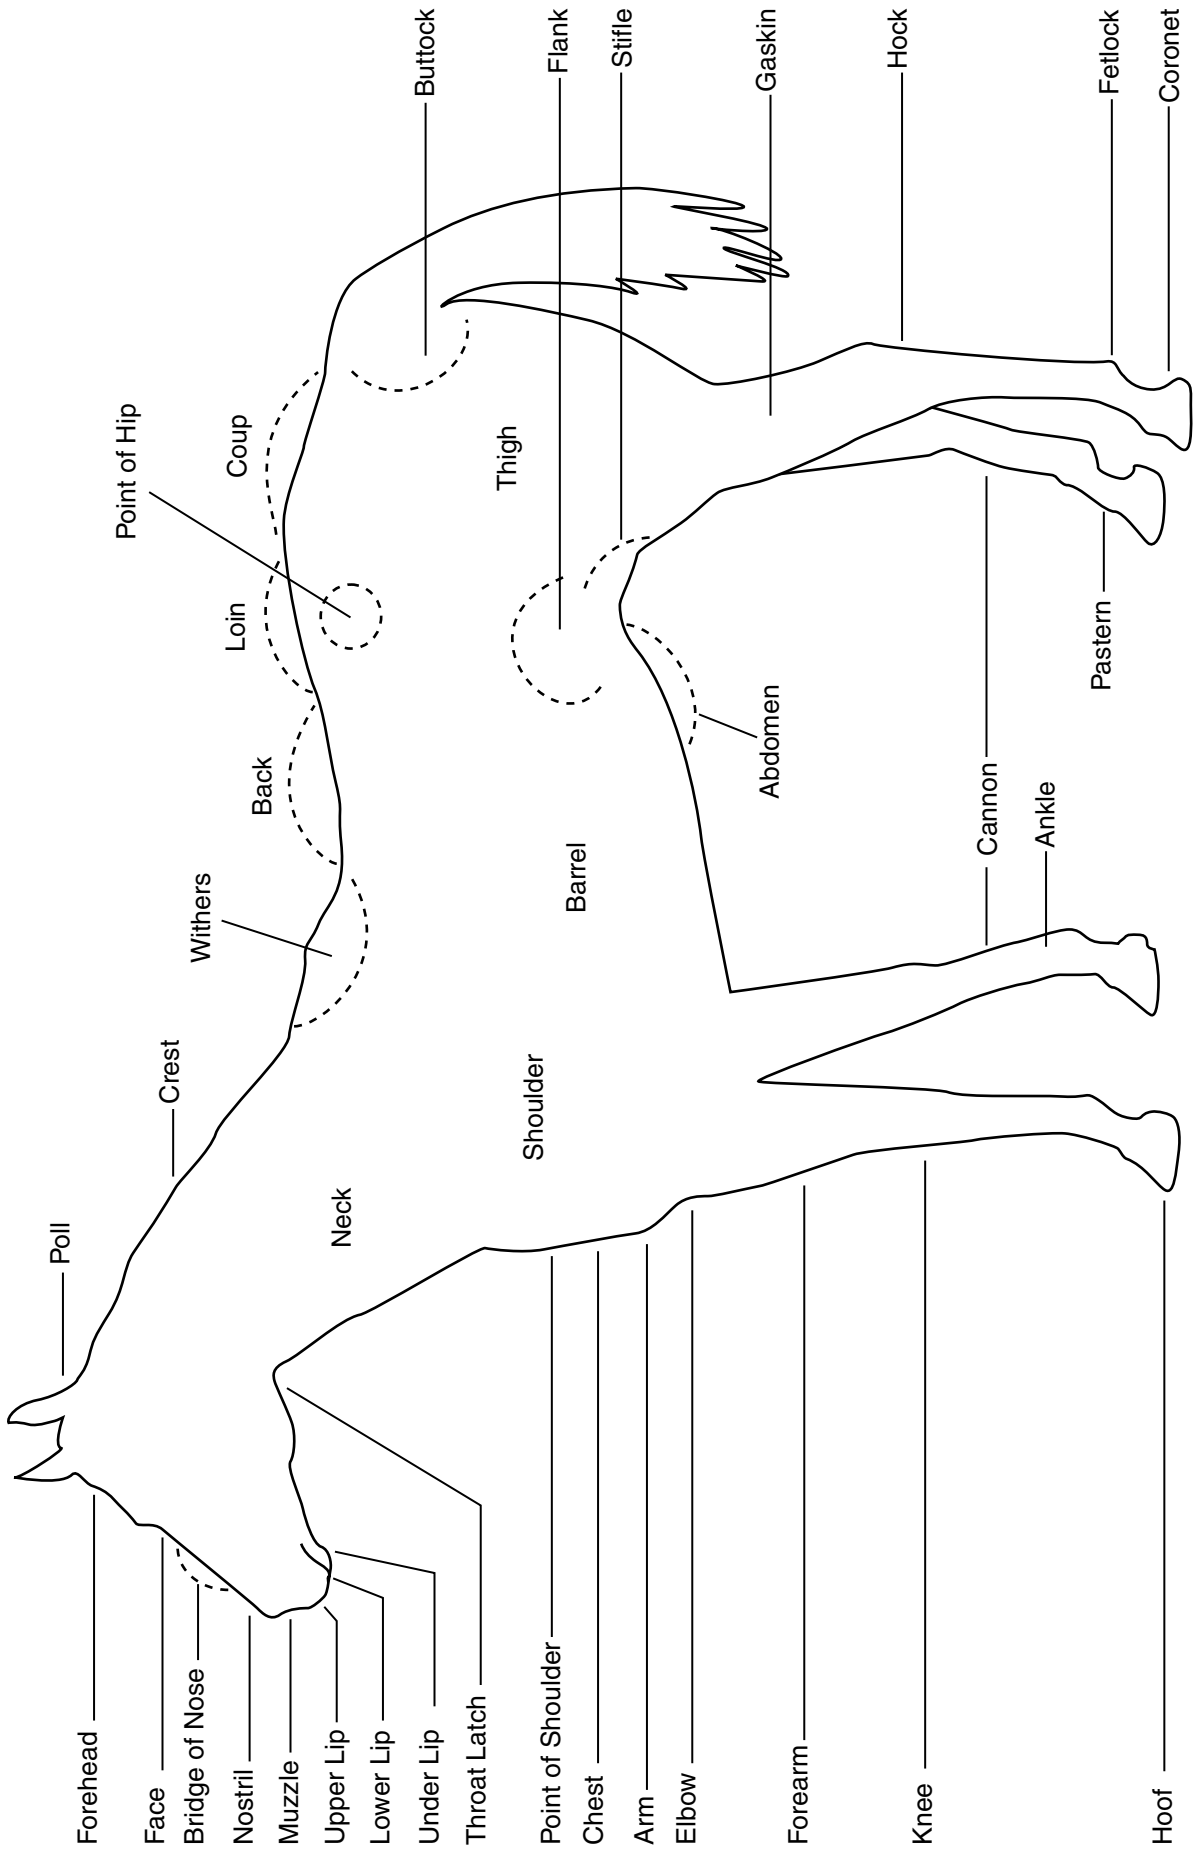 Poll
Crest
Withers
Back
Loin
Coup
Point of Hip
Buttock
Flank
Stifle
Gaskin
Hock
Fetlock
Coronet
Neck
Shoulder
Barrel
Thigh
Abdomen
Cannon
Ankle
Pastern
Forehead
Face
Bridge of Nose
Nostril
Muzzle
Upper Lip
Lower Lip
Under Lip
Throat Latch
Point of Shoulder
Chest
Arm
Elbow
Forearm
Knee
Hoof